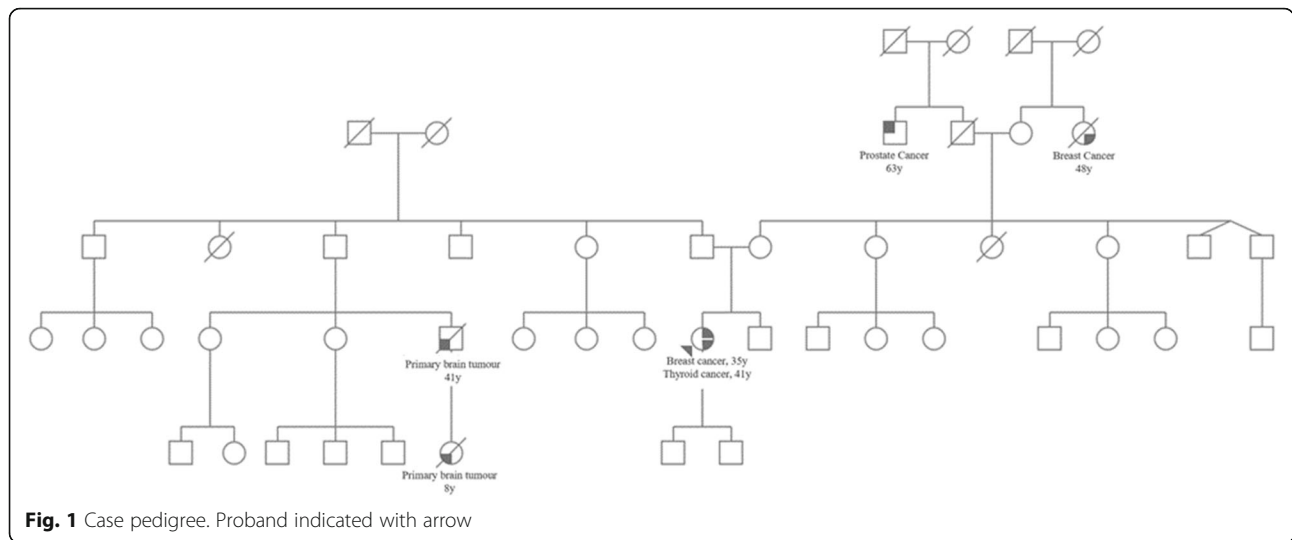 Prostate Cancer
63y
Breast Cancer
48y
Primary brain tumour
41y
Breast cancer, 35y
Thyroid cancer, 41y
Primary brain tumour
8y
Fig. 1 Case pedigree. Proband indicated with arrow